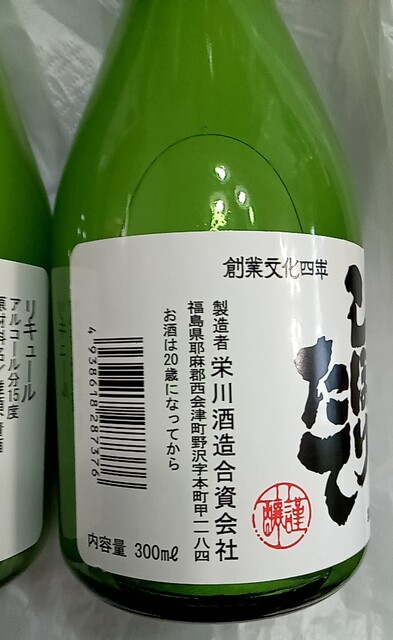 創業文化四年
しぼり
たて
謹醸
製造者 栄川酒造合資会社
福島県耶麻郡西会津町野沢字本町甲一二八四
お酒は20歳になってから
4938618287376
内容量 300mℓ
リキュール
アルコール分15度